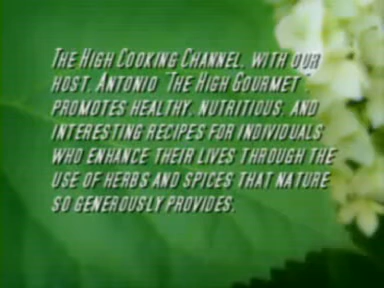 The High Cooking Channel, with our
host, Antonio "The High Gourmet",
promotes healthy, nutritious, and
interesting recipes for individuals
who enhance their lives through the
use of herbs and spices that nature
so generously provides.